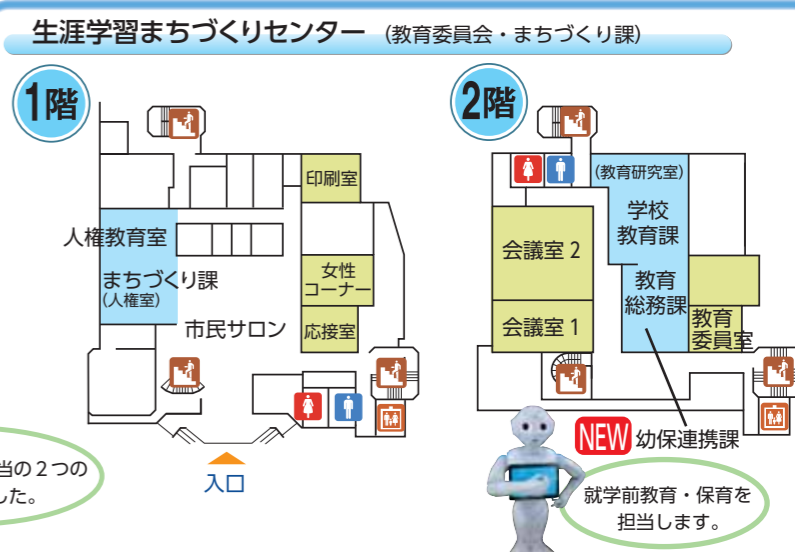 生涯学習まちづくりセンター (教育委員会・まちづくり課)
1階
印刷室
人権教育室
まちづくり課
(人権室)
女性
コーナー
市民サロン
応接室
入口
当の2つの
した。
2階
(教育研究室)
学校
教育課
会議室2
教育
総務課
会議室1
教育
委員室
NEW 幼保連携課
就学前教育・保育を
担当します。